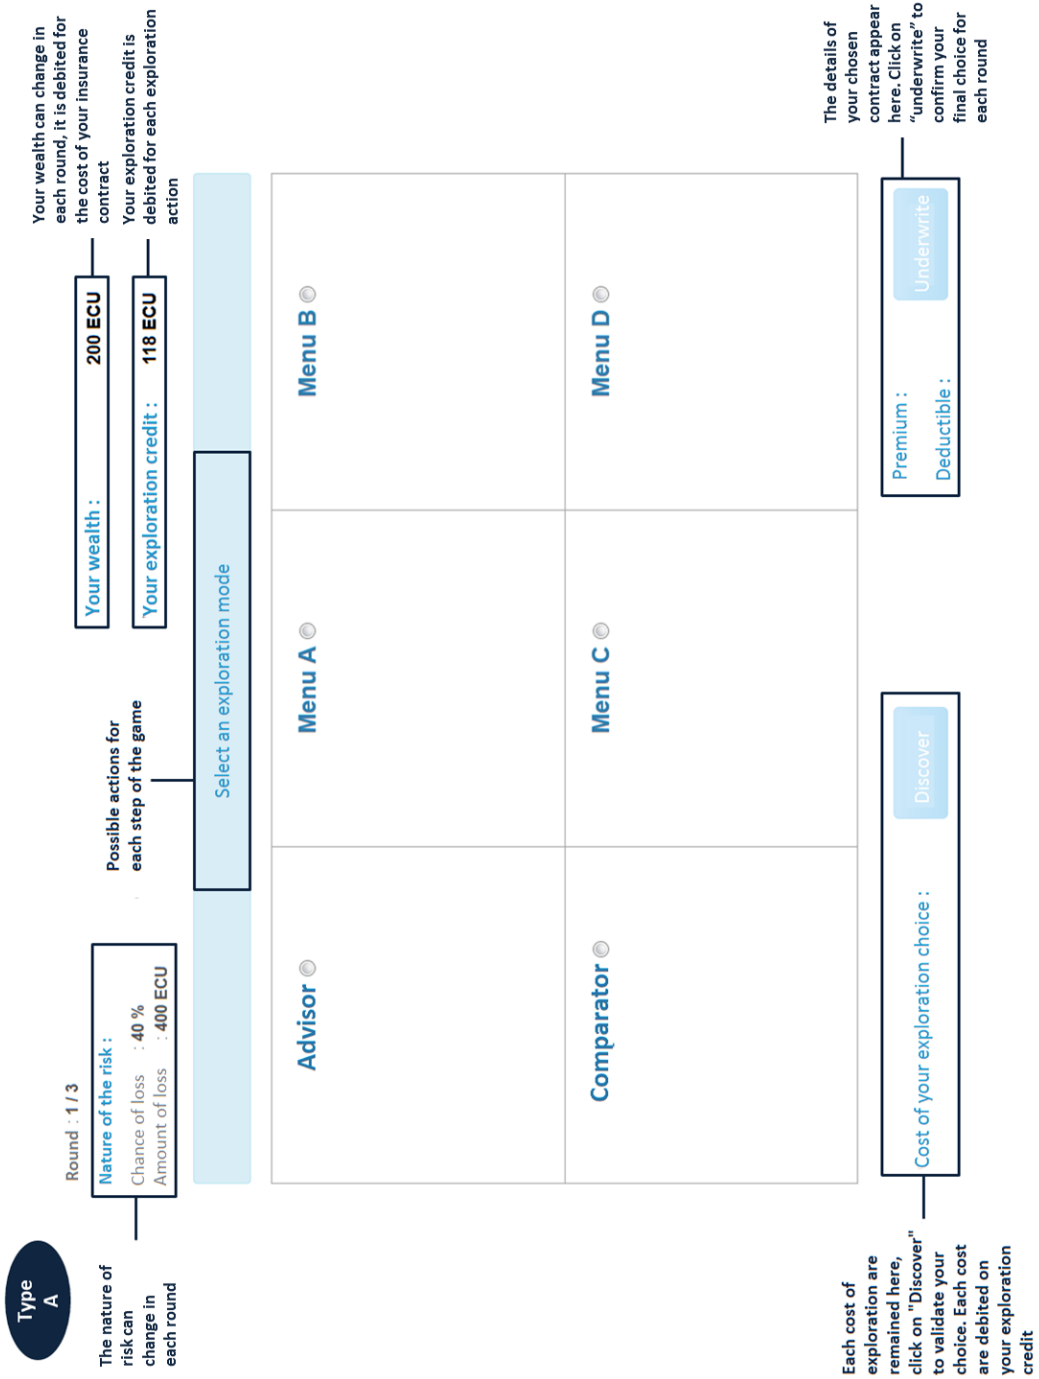 Type
A
Round : 1 / 3
The nature of
risk can
change in
each round
Nature of the risk :
Chance of loss : 40 %
Amount of loss : 400 ECU
Possible actions for
each step of the game
Your wealth : 200 ECU
Your exploration credit : 118 ECU
Your wealth can change in
each round, it is debited for
the cost of your insurance
contract
Your exploration credit is
debited for each exploration
action
Select an exploration mode
Advisor
Menu A
Menu B
Comparator
Menu C
Menu D
Each cost of
exploration are
remained here,
click on "Discover"
to validate your
choice. Each cost
are debited on
your exploration
credit
Cost of your exploration choice :
Discover
Premium :
Deductible :
Underwrite
The details of
your chosen
contract appear
here. Click on
“underwrite” to
confirm your
final choice for
each round